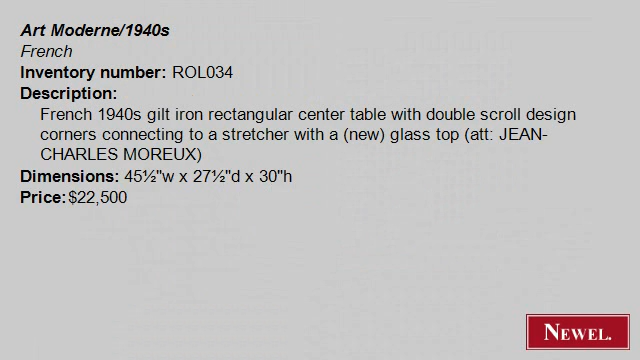 Art Moderne/1940s
French
Inventory number: ROL034
Description:
French 1940s gilt iron rectangular center table with double scroll design
corners connecting to a stretcher with a (new) glass top (att: JEAN-
CHARLES MOREUX)
Dimensions: 45½"w x 27½"d x 30"h
Price:$22,500
NEWEL.